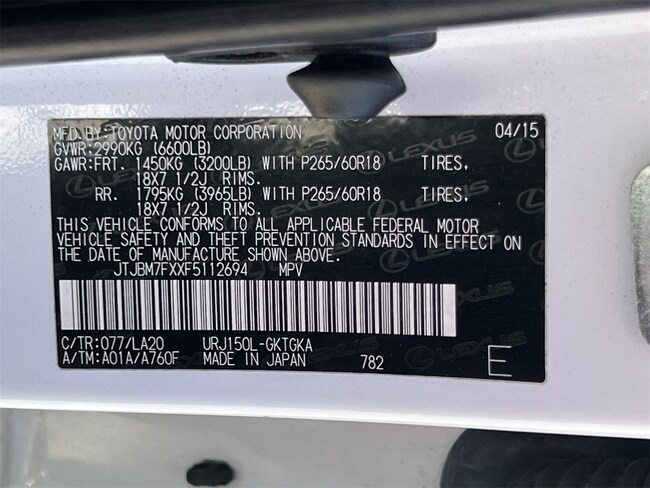 MFD BY TOYOTA MOTOR CORPORATION 04/15
GVWR:2990KG (6600LB)
GAWR:FRT. 1450KG (3200LB) WITH P265/60R18 TIRES,
18X7 1/2J RIMS.
RR. 1795KG (3965LB) WITH P265/60R18 TIRES,
18X7 1/2J RIMS.
THIS VEHICLE CONFORMS TO ALL APPLICABLE FEDERAL MOTOR
VEHICLE SAFETY AND THEFT PREVENTION STANDARDS IN EFFECT ON
THE DATE OF MANUFACTURE SHOWN ABOVE.
JTJBM7FXXF5112694 MPV
C/TR:077/LA20 URJ150L-GKTGKA
A/TM:A01A/A760F MADE IN JAPAN 782 E
LEXUS